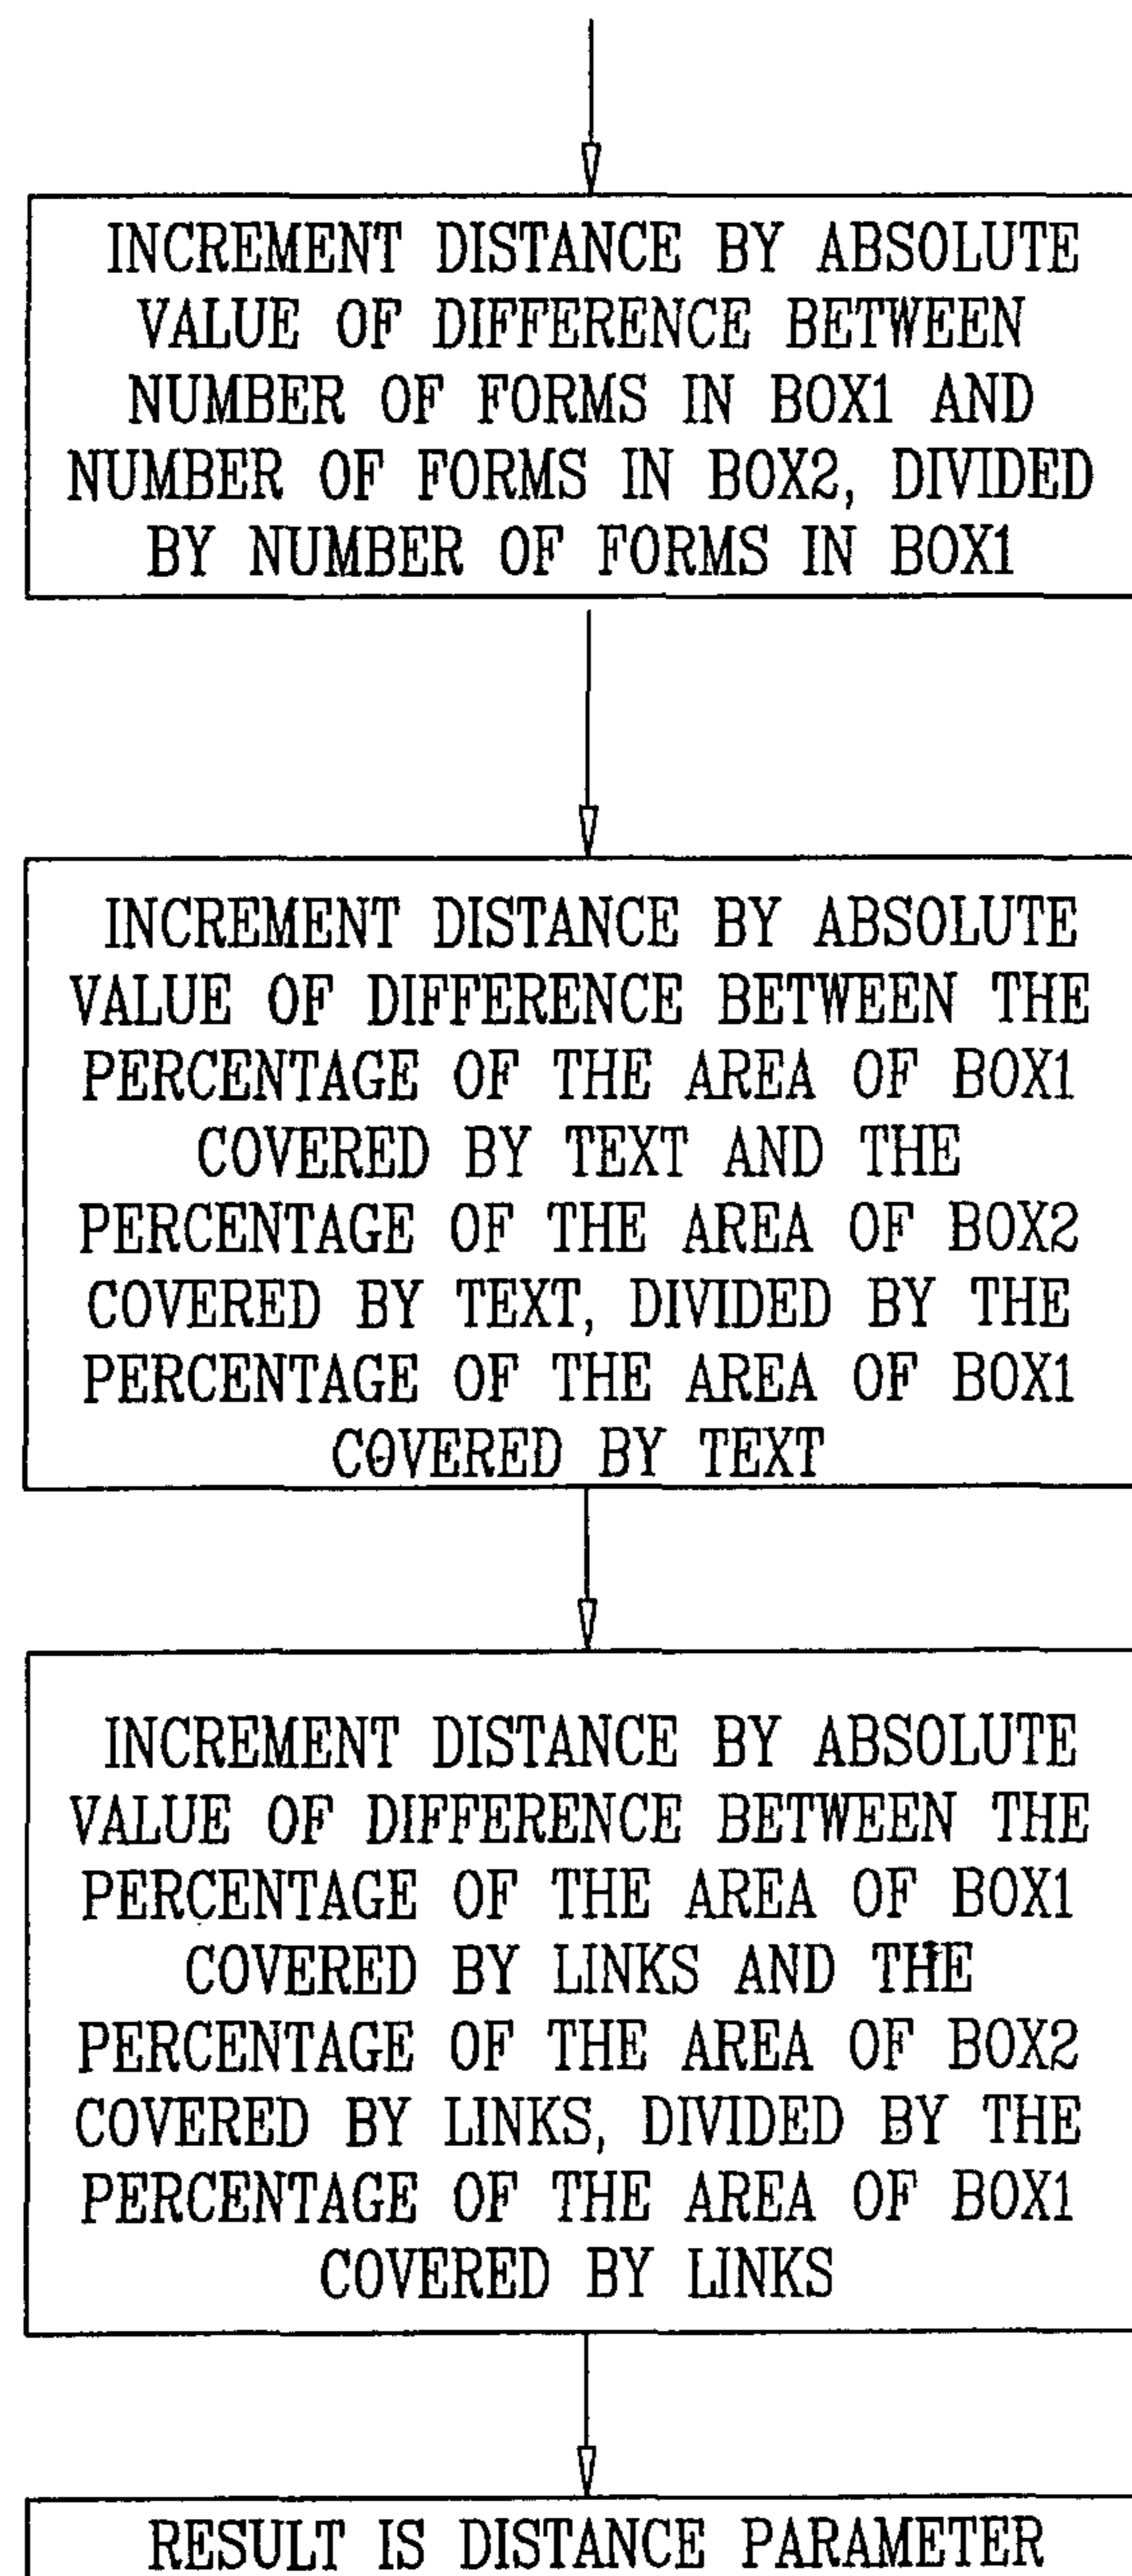 INCREMENT DISTANCE BY ABSOLUTE
VALUE OF DIFFERENCE BETWEEN
NUMBER OF FORMS IN BOX1 AND
NUMBER OF FORMS IN BOX2, DIVIDED
BY NUMBER OF FORMS IN BOX1
INCREMENT DISTANCE BY ABSOLUTE
VALUE OF DIFFERENCE BETWEEN THE
PERCENTAGE OF THE AREA OF BOX1
COVERED BY TEXT AND THE
PERCENTAGE OF THE AREA OF BOX2
COVERED BY TEXT, DIVIDED BY THE
PERCENTAGE OF THE AREA OF BOX1
COVERED BY TEXT
INCREMENT DISTANCE BY ABSOLUTE
VALUE OF DIFFERENCE BETWEEN THE
PERCENTAGE OF THE AREA OF BOX1
COVERED BY LINKS AND THE
PERCENTAGE OF THE AREA OF BOX2
COVERED BY LINKS, DIVIDED BY THE
PERCENTAGE OF THE AREA OF BOX1
COVERED BY LINKS
RESULT IS DISTANCE PARAMETER